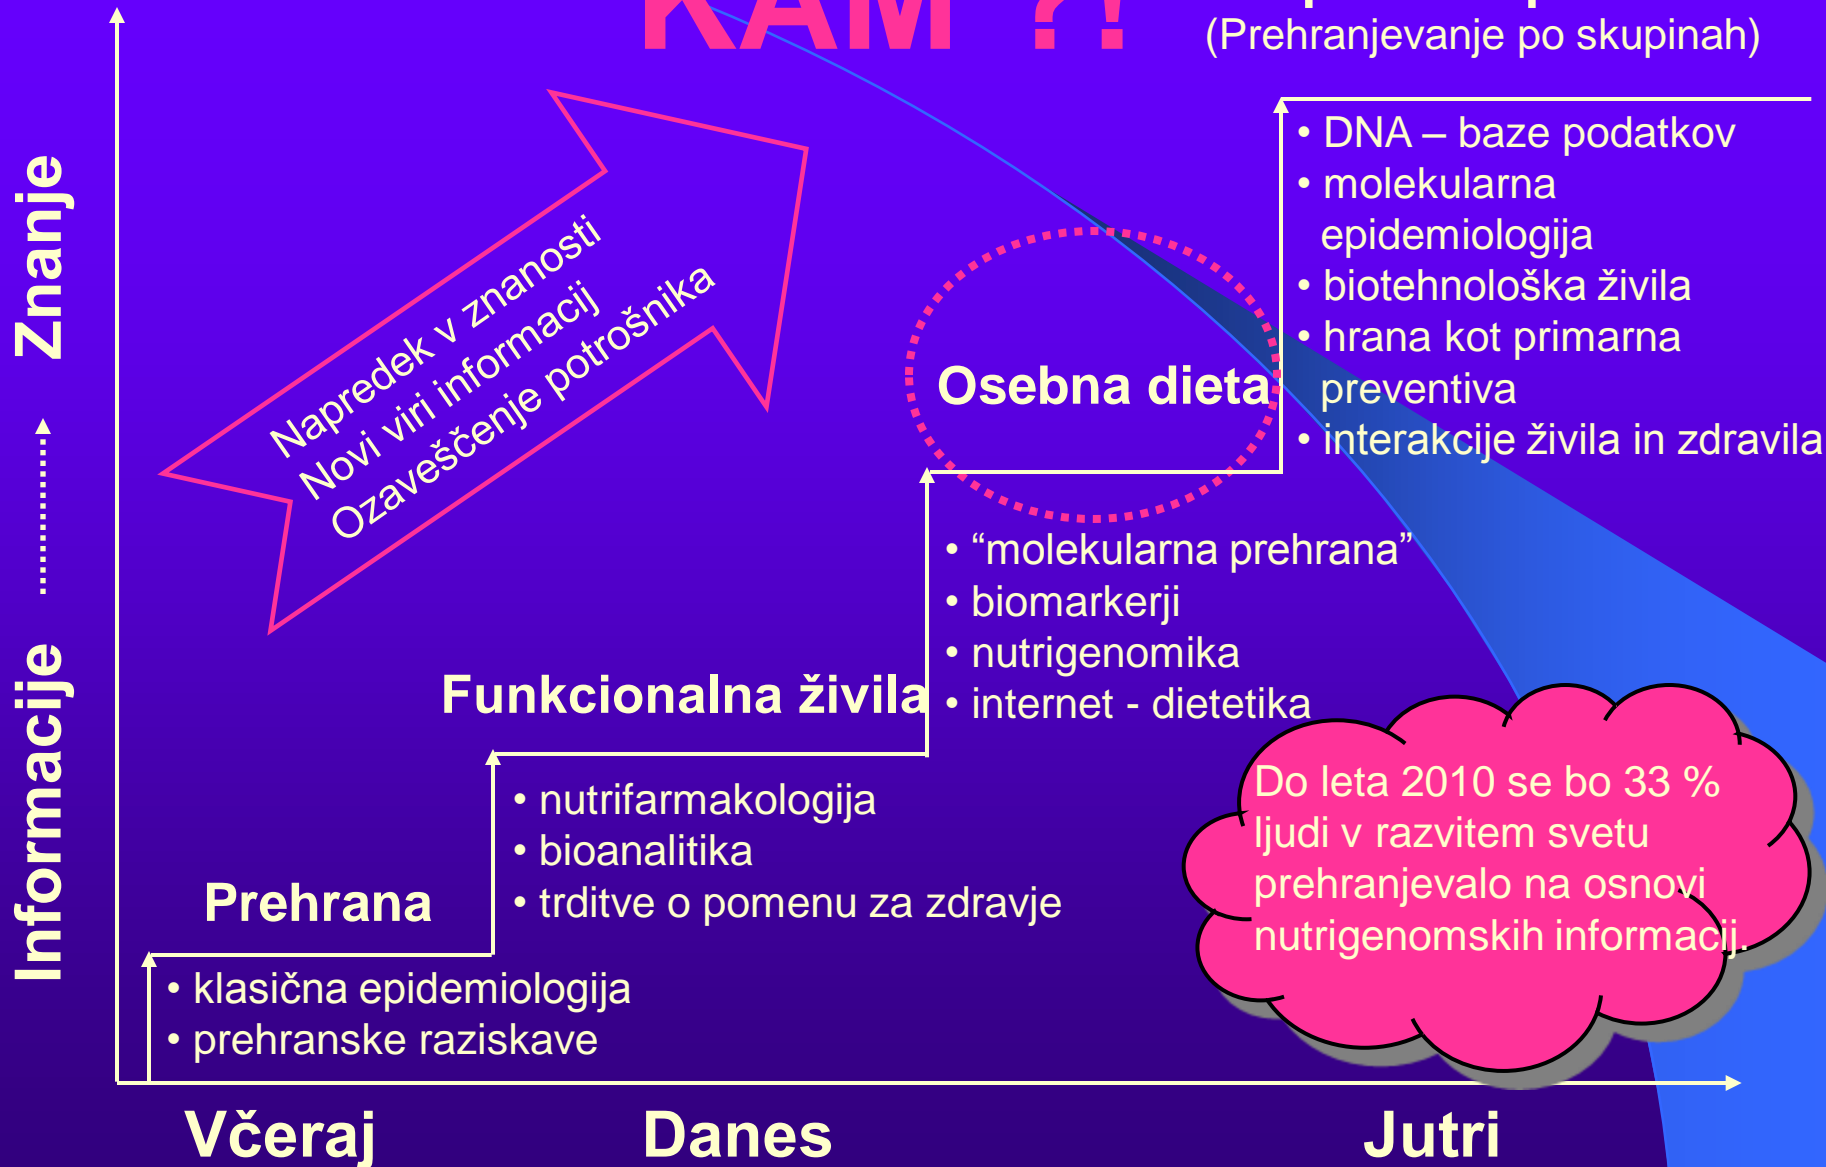 KAM ?!
(Prehranjevanje po skupinah)
• DNA – baze podatkov
• molekularna
epidemiologija
• biotehnološka živila
• hrana kot primarna
preventiva
• interakcije živila in zdravila
Znanje
Informacije
Napredek v znanosti
Novi viri informacij
Ozaveščenje potrošnika
Osebna dieta
• “molekularna prehrana”
• biomarkerji
• nutrigenomika
• internet - dietetika
Funkcionalna živila
• nutrifarmakologija
• bioanalitika
• trditve o pomenu za zdravje
Prehrana
• klasična epidemiologija
• prehranske raziskave
Do leta 2010 se bo 33 %
ljudi v razvitem svetu
prehranjevalo na osnovi
nutrigenomskih informacij.
Včeraj
Danes
Jutri